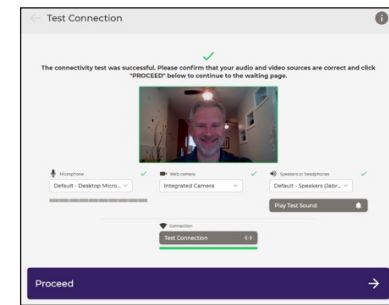 Test Connection
The connectivity test was successful. Please confirm that your audio and video sources are correct and click
"PROCEED" below to continue to the waiting page.
Microphone
Web camera
Speakers or headphones
Default - Desktop Micro...
Integrated Camera
Default - Speakers (Jabr...
Play Test Sound
Connection
Test Connection
Proceed